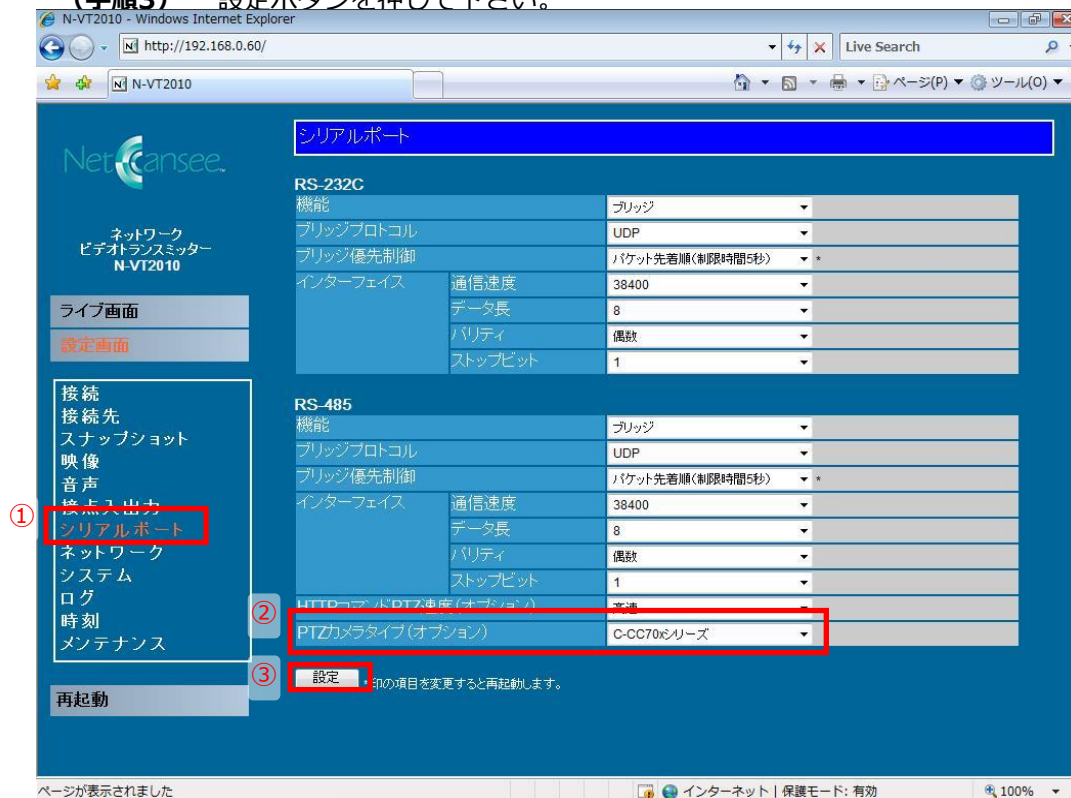 (手順3) 設定ボタンを押して下さい。
N-VT2010 - Windows Internet Explorer
http://192.168.0.60/
Live Search
N-VT2010
ページ(P) ツール(O)
Netcansee
ネットワーク
ビデオトランスミッター
N-VT2010
ライブ画面
設定画面
接続
接続先
スナップショット
映像
音声
接点入出力
① シリアルポート
ネットワーク
システム
ログ
時刻
メンテナンス
再起動
シリアルポート
RS-232C
機能 ブリッジ
ブリッジプロトコル UDP
ブリッジ優先制御 パケット先着順(制限時間5秒) *
インターフェイス 通信速度 38400
データ長 8
パリティ 偶数
ストップビット 1
RS-485
機能 ブリッジ
ブリッジプロトコル UDP
ブリッジ優先制御 パケット先着順(制限時間5秒) *
インターフェイス 通信速度 38400
データ長 8
パリティ 偶数
ストップビット 1
HTTPコマンドPTZ速度(オプション) 高速
② PTZカメラタイプ(オプション) C-CC70xシリーズ
③ 設定 *印の項目を変更すると再起動します。
ページが表示されました
インターネット | 保護モード: 有効
100%